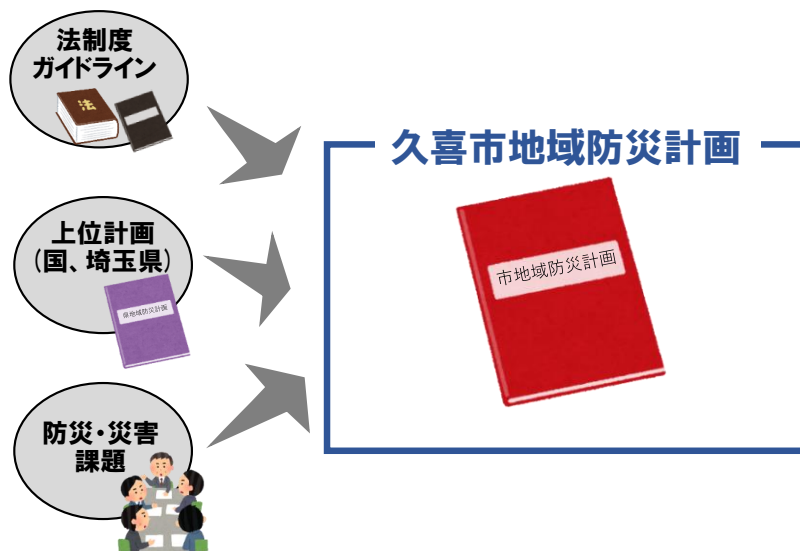 法制度
ガイドライン
法
上位計画
(国、埼玉県)
県地域防災計画
防災・災害
課題
久喜市地域防災計画
市地域防災計画